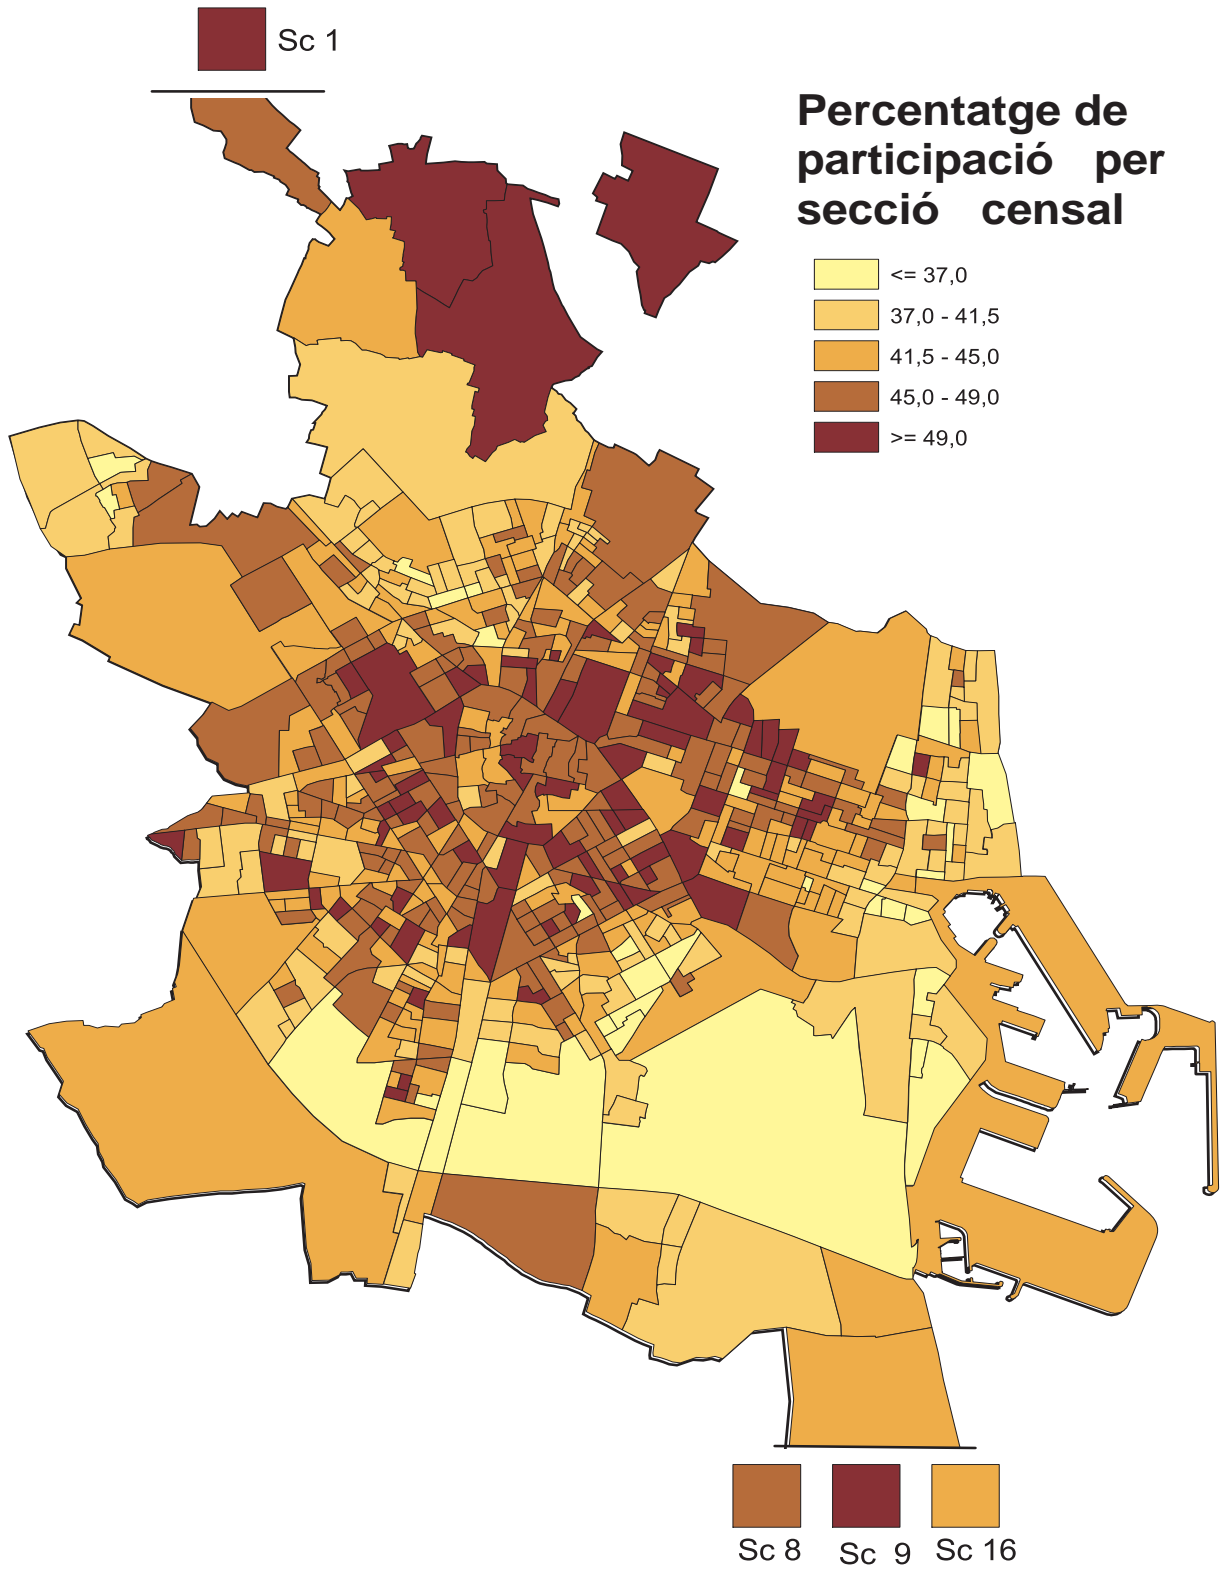 Sc 1
Percentatge de
participació per
secció censal
<= 37,0
37,0 - 41,5
41,5 - 45,0
45,0 - 49,0
>= 49,0
Sc 8 Sc 9 Sc 16